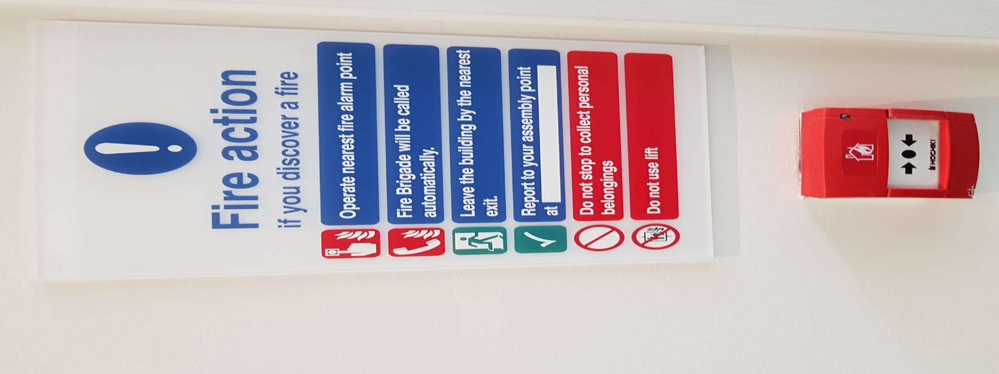 Fire action
if you discover a fire
Operate nearest fire alarm point
Fire Brigade will be called
automatically.
Leave the building by the nearest
exit.
Report to your assembly point
at
Do not stop to collect personal
belongings
Do not use lift
HOCHIKI